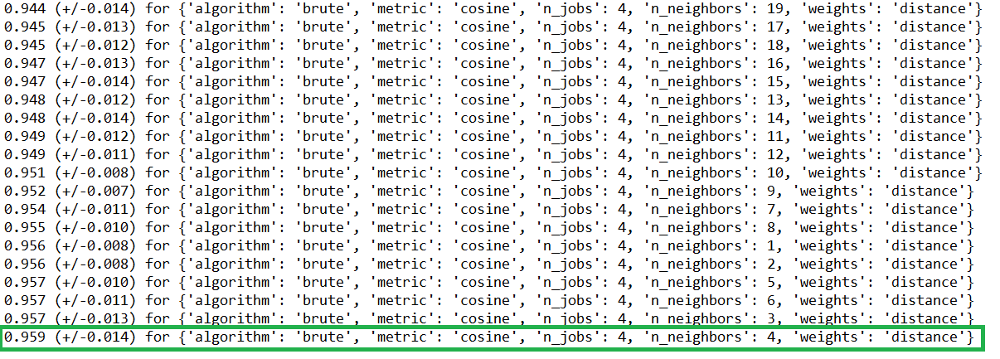 0.944 (+/-0.014) for {'algorithm': 'brute', 'metric': 'cosine', 'n_jobs': 4, 'n_neighbors': 19, 'weights': 'distance'}
0.945 (+/-0.013) for {'algorithm': 'brute', 'metric': 'cosine', 'n_jobs': 4, 'n_neighbors': 17, 'weights': 'distance'}
0.945 (+/-0.012) for {'algorithm': 'brute', 'metric': 'cosine', 'n_jobs': 4, 'n_neighbors': 18, 'weights': 'distance'}
0.947 (+/-0.013) for {'algorithm': 'brute', 'metric': 'cosine', 'n_jobs': 4, 'n_neighbors': 16, 'weights': 'distance'}
0.947 (+/-0.014) for {'algorithm': 'brute', 'metric': 'cosine', 'n_jobs': 4, 'n_neighbors': 15, 'weights': 'distance'}
0.948 (+/-0.012) for {'algorithm': 'brute', 'metric': 'cosine', 'n_jobs': 4, 'n_neighbors': 13, 'weights': 'distance'}
0.948 (+/-0.014) for {'algorithm': 'brute', 'metric': 'cosine', 'n_jobs': 4, 'n_neighbors': 14, 'weights': 'distance'}
0.949 (+/-0.012) for {'algorithm': 'brute', 'metric': 'cosine', 'n_jobs': 4, 'n_neighbors': 11, 'weights': 'distance'}
0.949 (+/-0.011) for {'algorithm': 'brute', 'metric': 'cosine', 'n_jobs': 4, 'n_neighbors': 12, 'weights': 'distance'}
0.951 (+/-0.008) for {'algorithm': 'brute', 'metric': 'cosine', 'n_jobs': 4, 'n_neighbors': 10, 'weights': 'distance'}
0.952 (+/-0.007) for {'algorithm': 'brute', 'metric': 'cosine', 'n_jobs': 4, 'n_neighbors': 9, 'weights': 'distance'}
0.954 (+/-0.011) for {'algorithm': 'brute', 'metric': 'cosine', 'n_jobs': 4, 'n_neighbors': 7, 'weights': 'distance'}
0.955 (+/-0.010) for {'algorithm': 'brute', 'metric': 'cosine', 'n_jobs': 4, 'n_neighbors': 8, 'weights': 'distance'}
0.956 (+/-0.008) for {'algorithm': 'brute', 'metric': 'cosine', 'n_jobs': 4, 'n_neighbors': 1, 'weights': 'distance'}
0.956 (+/-0.008) for {'algorithm': 'brute', 'metric': 'cosine', 'n_jobs': 4, 'n_neighbors': 2, 'weights': 'distance'}
0.957 (+/-0.010) for {'algorithm': 'brute', 'metric': 'cosine', 'n_jobs': 4, 'n_neighbors': 5, 'weights': 'distance'}
0.957 (+/-0.011) for {'algorithm': 'brute', 'metric': 'cosine', 'n_jobs': 4, 'n_neighbors': 6, 'weights': 'distance'}
0.957 (+/-0.013) for {'algorithm': 'brute', 'metric': 'cosine', 'n_jobs': 4, 'n_neighbors': 3, 'weights': 'distance'}
0.959 (+/-0.014) for {'algorithm': 'brute', 'metric': 'cosine', 'n_jobs': 4, 'n_neighbors': 4, 'weights': 'distance'}